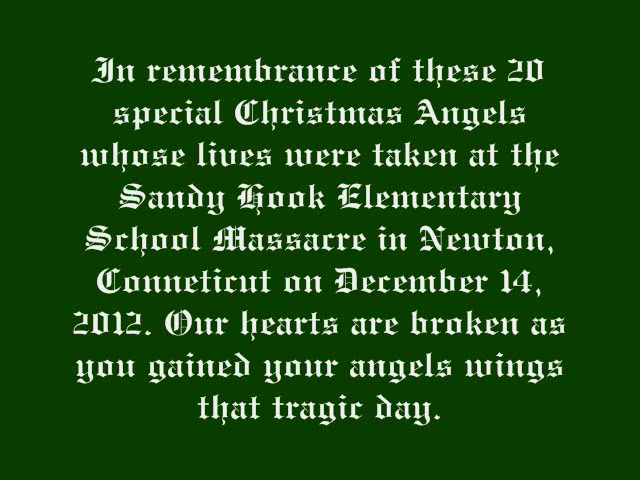 In remembrance of these 20
special Christmas Angels
whose lives were taken at the
Sandy Hook Elementary
School Massacre in Newton,
Conneticut on December 14,
2012. Our hearts are broken as
you gained your angels wings
that tragic day.